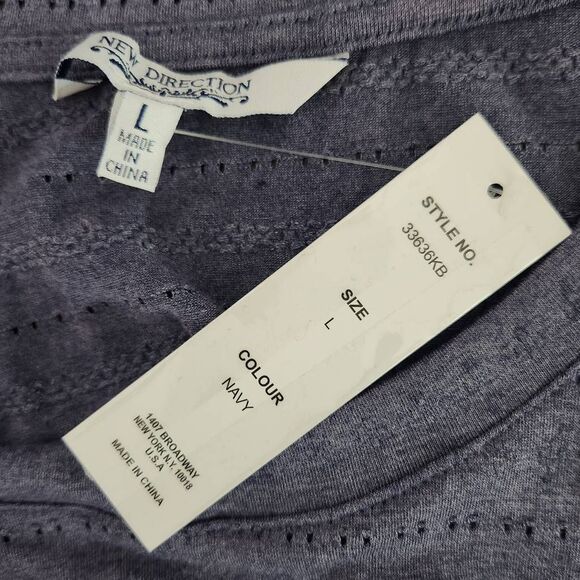 NEW DIRECTION
L
MADE
IN
CHINA
STYLE NO.
33636KB
SIZE
L
COLOUR
NAVY
1407 BROADWAY
NEW YORK N.Y. 10018
U.S.A
MADE IN CHINA